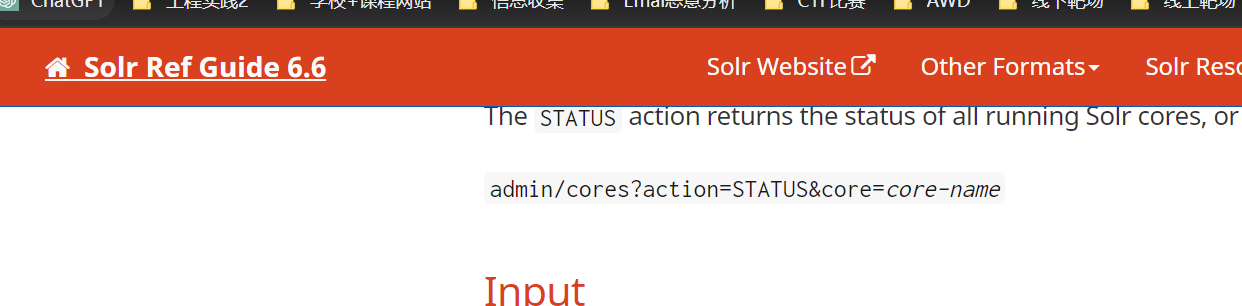 ChatGPT 工程实践2 学校+课程网站 信息收集 Emal恶意分析 CTF比赛 AWD 线下靶场 线上靶场
Solr Ref Guide 6.6 Solr Website Other Formats Solr Reso
The STATUS action returns the status of all running Solr cores, or
admin/cores?action=STATUS&core=core-name
Input